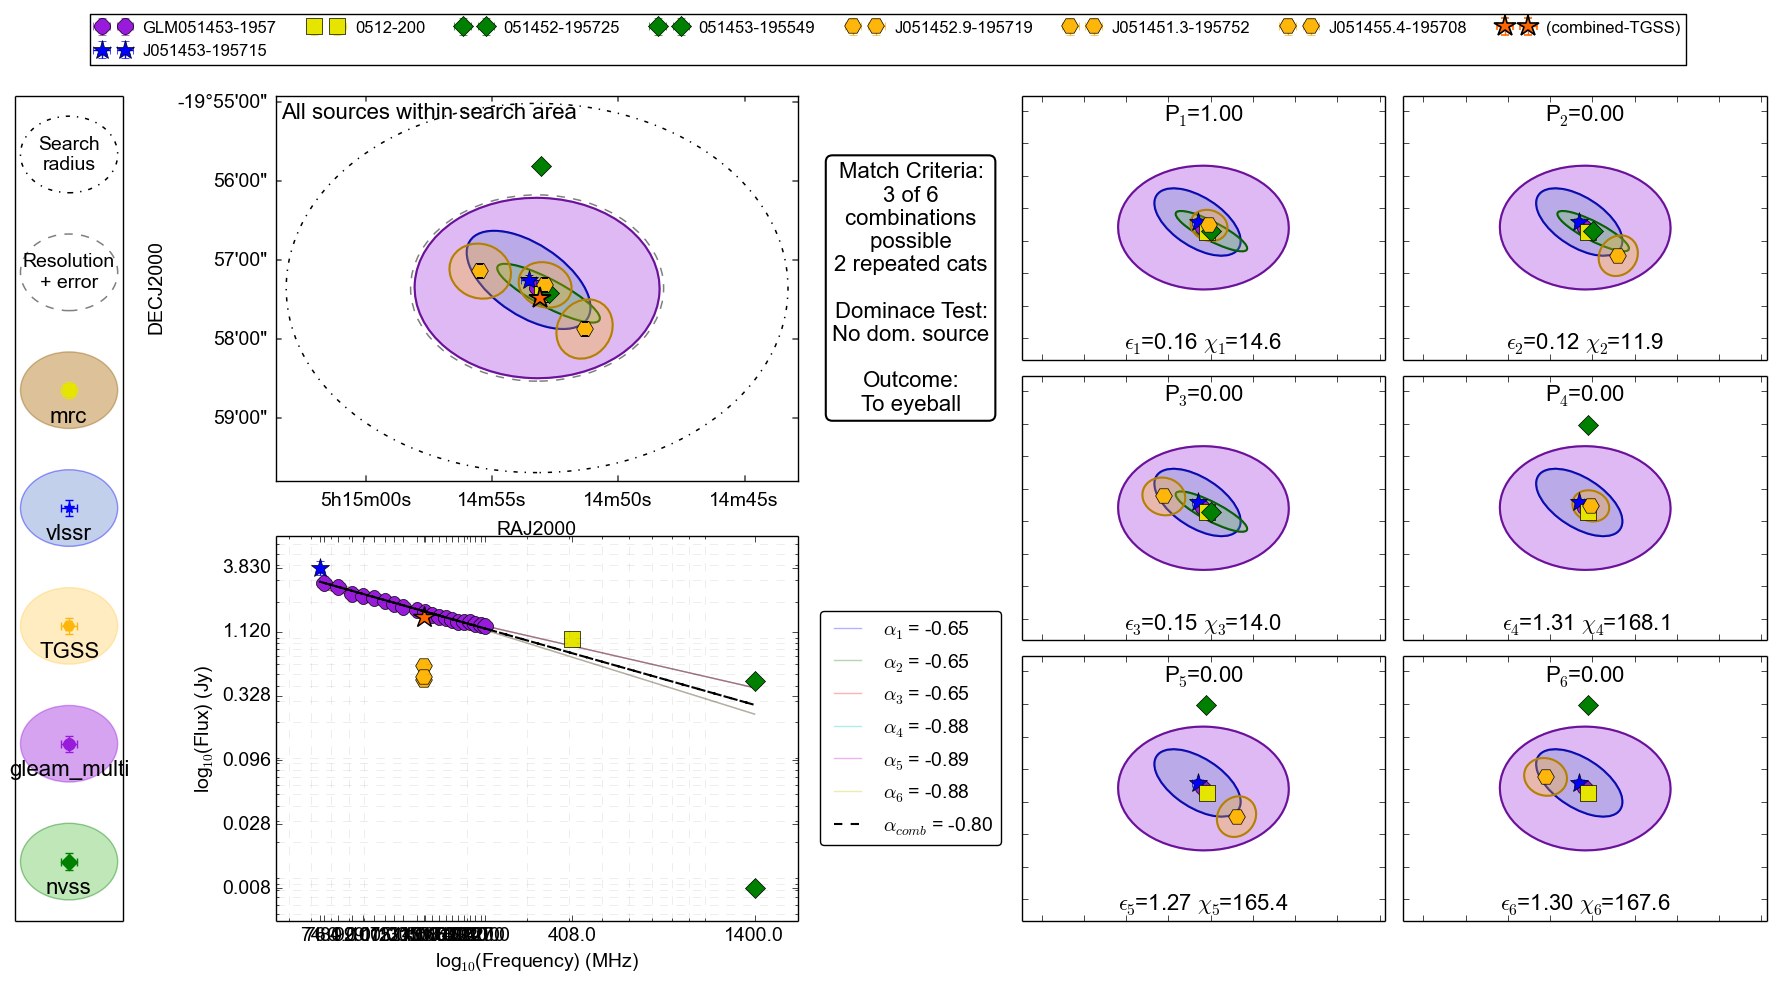 GLM051453-1957 0512-200 051452-195725 051453-195549 J051452.9-195719 J051451.3-195752 J051455.4-195708 (combined-TGSS)
J051453-195715
Search
radius
Resolution
+ error
mrc
vlssr
TGSS
gleam_multi
nvss
All sources within search area
-19°55'00"
56'00"
57'00"
58'00"
59'00"
DECJ2000
5h15m00s 14m55s 14m50s 14m45s
RAJ2000
Match Criteria:
3 of 6
combinations
possible
2 repeated cats
Dominace Test:
No dom. source
Outcome:
To eyeball
3.830
1.120
0.328
0.096
0.028
0.008
log₁₀(Flux) (Jy)
408.0 1400.0
log₁₀(Frequency) (MHz)
α₁ = -0.65
α₂ = -0.65
α₃ = -0.65
α₄ = -0.88
α₅ = -0.89
α₆ = -0.88
α_comb = -0.80
P₁=1.00
ϵ₁=0.16 χ₁=14.6
P₂=0.00
ϵ₂=0.12 χ₂=11.9
P₃=0.00
ϵ₃=0.15 χ₃=14.0
P₄=0.00
ϵ₄=1.31 χ₄=168.1
P₅=0.00
ϵ₅=1.27 χ₅=165.4
P₆=0.00
ϵ₆=1.30 χ₆=167.6